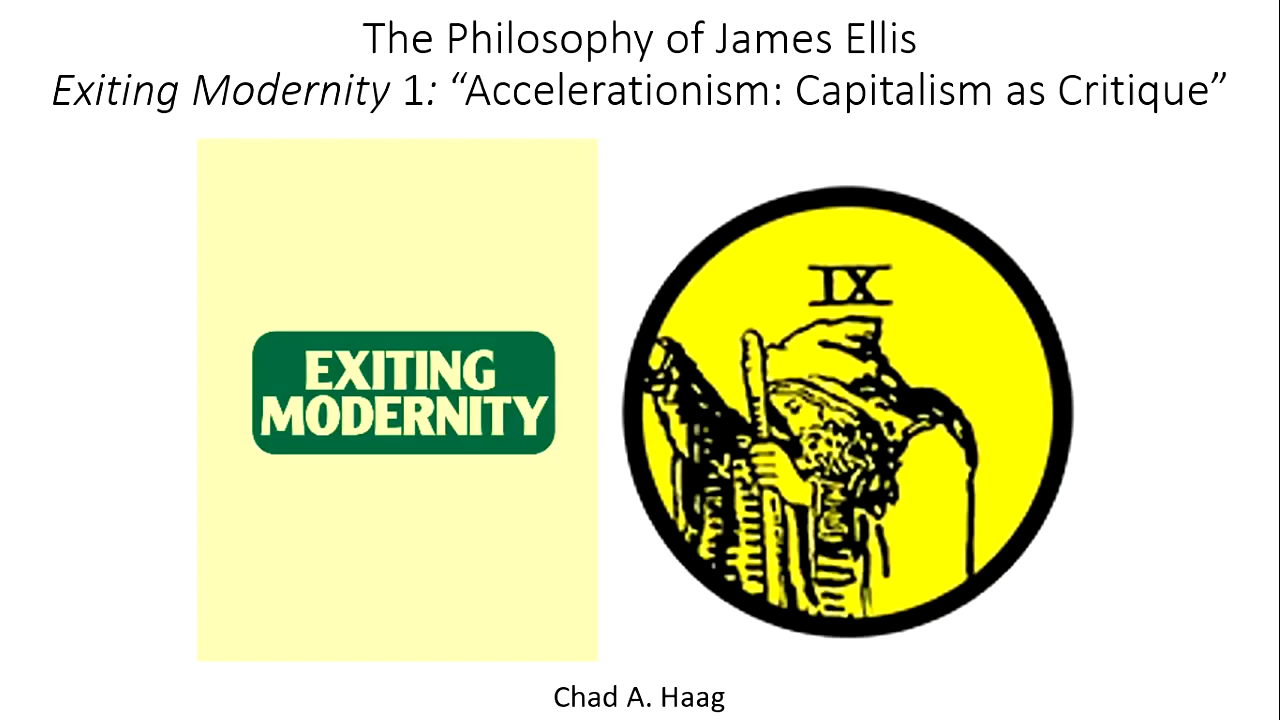 The Philosophy of James Ellis
Exiting Modernity 1: “Accelerationism: Capitalism as Critique”
EXITING
MODERNITY
IX
Chad A. Haag